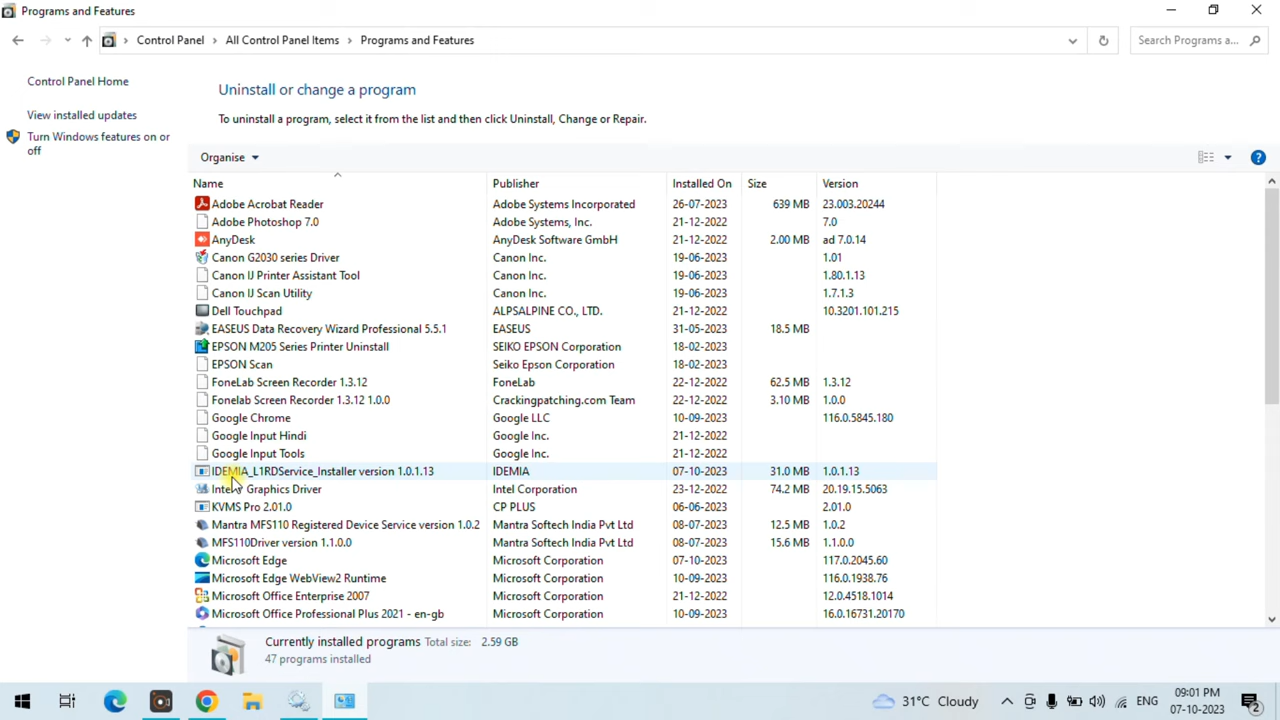 Programs and Features
Control Panel > All Control Panel Items > Programs and Features
Search Programs a...
Control Panel Home
View installed updates
Turn Windows features on or off
Uninstall or change a program
To uninstall a program, select it from the list and then click Uninstall, Change or Repair.
Organise
Name Publisher Installed On Size Version
Adobe Acrobat Reader Adobe Systems Incorporated 26-07-2023 639 MB 23.003.20244
Adobe Photoshop 7.0 Adobe Systems, Inc. 21-12-2022 7.0
AnyDesk AnyDesk Software GmbH 21-12-2022 2.00 MB ad 7.0.14
Canon G2030 series Driver Canon Inc. 19-06-2023 1.01
Canon IJ Printer Assistant Tool Canon Inc. 19-06-2023 1.80.1.13
Canon IJ Scan Utility Canon Inc. 19-06-2023 1.7.1.3
Dell Touchpad ALPSALPINE CO., LTD. 21-12-2022 10.3201.101.215
EASEUS Data Recovery Wizard Professional 5.5.1 EASEUS 31-05-2023 18.5 MB
EPSON M205 Series Printer Uninstall SEIKO EPSON Corporation 18-02-2023
EPSON Scan Seiko Epson Corporation 18-02-2023
FoneLab Screen Recorder 1.3.12 FoneLab 22-12-2022 62.5 MB 1.3.12
Fonelab Screen Recorder 1.3.12 1.0.0 Crackingpatching.com Team 22-12-2022 3.10 MB 1.0.0
Google Chrome Google LLC 10-09-2023 116.0.5845.180
Google Input Hindi Google Inc. 21-12-2022
Google Input Tools Google Inc. 21-12-2022
IDEMIA_L1RDService_Installer version 1.0.1.13 IDEMIA 07-10-2023 31.0 MB 1.0.1.13
Graphics Driver Intel Corporation 23-12-2022 74.2 MB 20.19.15.5063
KVMS Pro 2.01.0 CP PLUS 06-06-2023 2.01.0
Mantra MFS110 Registered Device Service version 1.0.2 Mantra Softech India Pvt Ltd 08-07-2023 12.5 MB 1.0.2
MFS110Driver version 1.1.0.0 Mantra Softech India Pvt Ltd 08-07-2023 15.6 MB 1.1.0.0
Microsoft Edge Microsoft Corporation 07-10-2023 117.0.2045.60
Microsoft Edge WebView2 Runtime Microsoft Corporation 10-09-2023 116.0.1938.76
Microsoft Office Enterprise 2007 Microsoft Corporation 21-12-2022 12.0.4518.1014
Microsoft Office Professional Plus 2021 - en-gb Microsoft Corporation 10-09-2023 16.0.16731.20170
Currently installed programs Total size: 2.59 GB
47 programs installed
31°C Cloudy
ENG
09:01 PM
07-10-2023
2